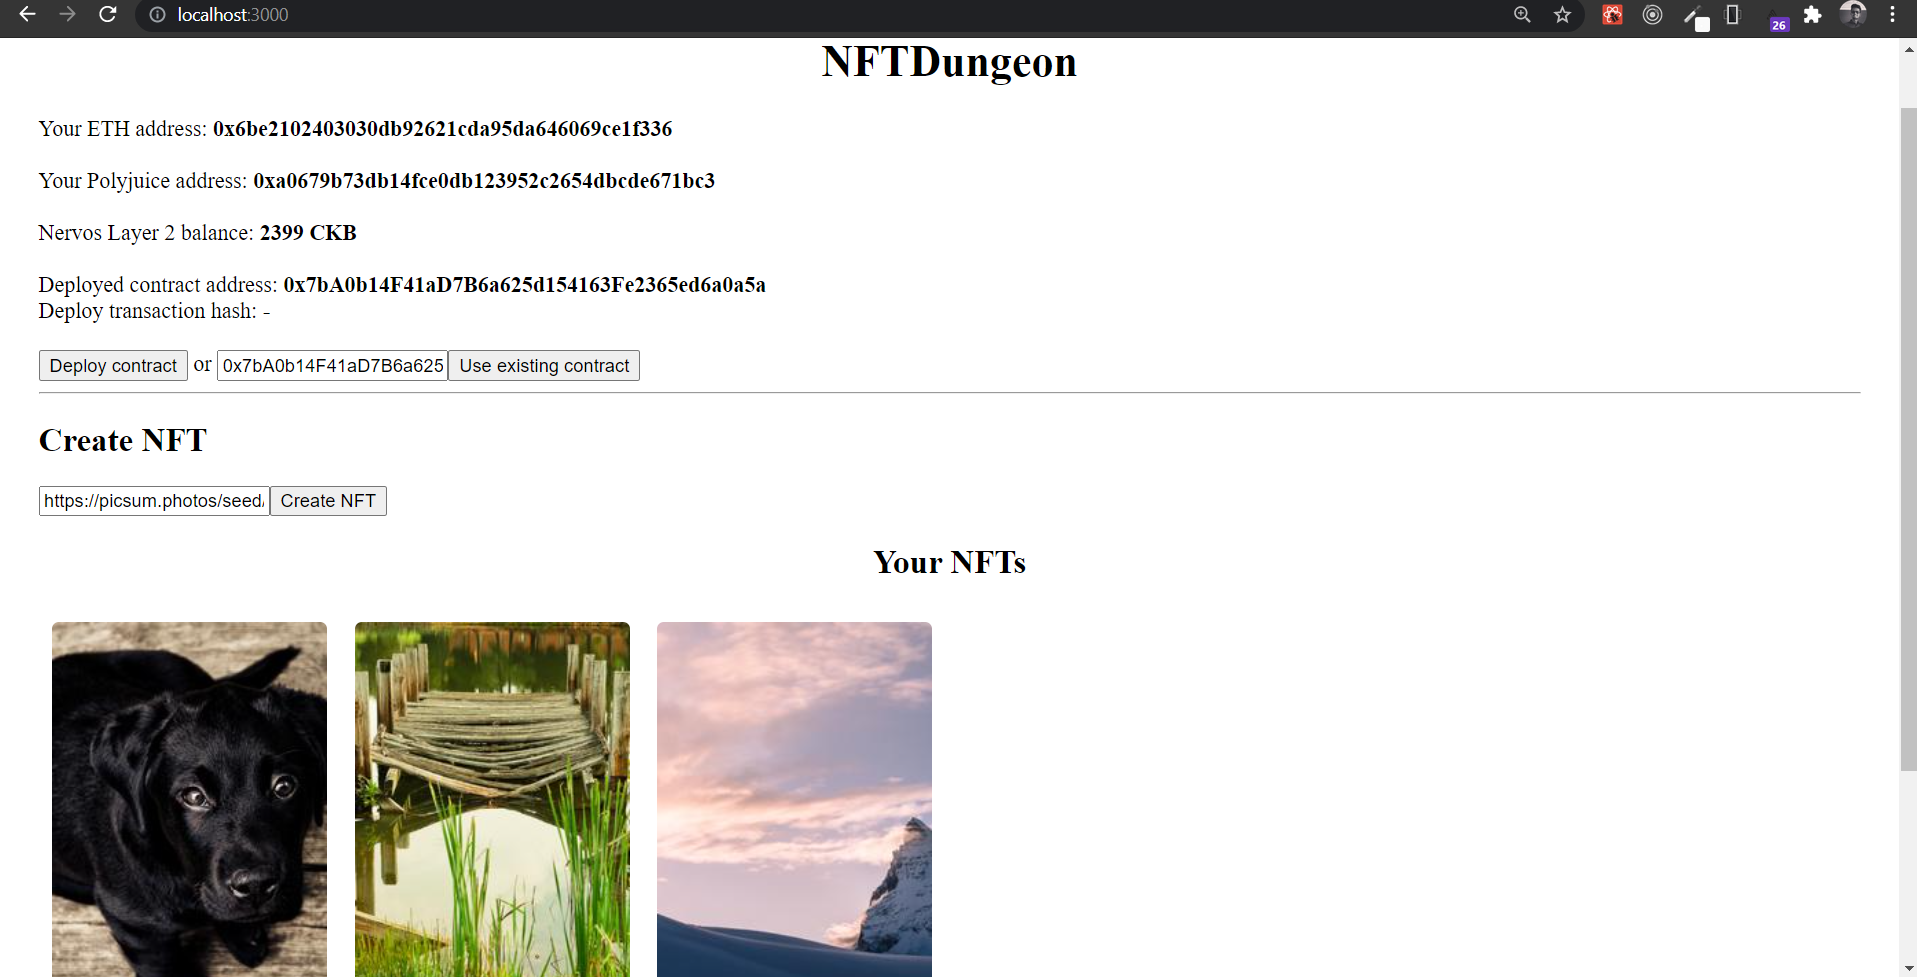 localhost:3000
26
NFTDungeon
Your ETH address: 0x6be2102403030db92621cda95da646069ce1f336
Your Polyjuice address: 0xa0679b73db14fce0db123952c2654dbcde671bc3
Nervos Layer 2 balance: 2399 CKB
Deployed contract address: 0x7bA0b14F41aD7B6a625d154163Fe2365ed6a0a5a
Deploy transaction hash: -
Deploy contract or 0x7bA0b14F41aD7B6a625 Use existing contract
Create NFT
https://picsum.photos/seed/ Create NFT
Your NFTs